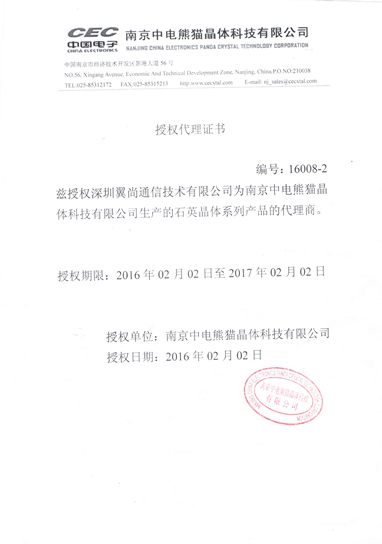 CEC
中国电子
CHINA ELECTRONICS
南京中电熊猫晶体科技有限公司
NANJING CHINA ELECTRONICS PANDA CRYSTAL TECHNOLOGY CORPORATION
中国南京市经济技术开发区新港大道 56 号
NO.56, Xingang Avenue, Economic And Technical Development Zone, Nanjing, China P.O.NO:210038
TEL:025-85312172 FAX:025-85315213 http://www.cecxtal.com E-mail: nj_sales@cecxtal.com
授权代理证书
编号: 16008-2
兹授权深圳翼尚通信技术有限公司为南京中电熊猫晶
体科技有限公司生产的石英晶体系列产品的代理商。
授权期限: 2016 年 02 月 02 日至 2017 年 02 月 02 日
授权单位: 南京中电熊猫晶体科技有限公司
授权日期: 2016 年 02 月 02 日
南京中电熊猫晶体科技
有限公司